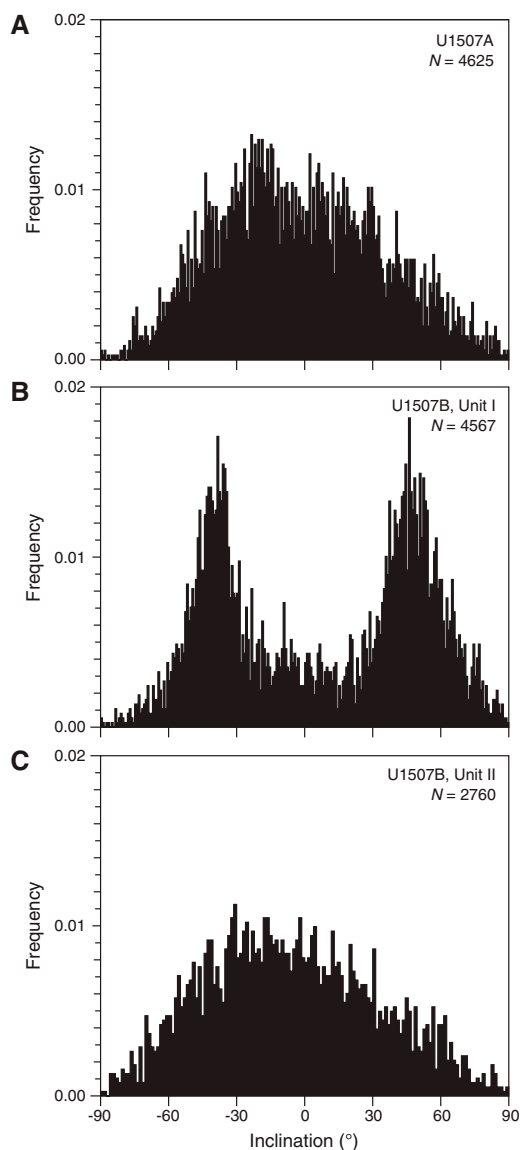 A
U1507A
N = 4625
0.02
0.01
0.00
Frequency
B
U1507B, Unit I
N = 4567
0.02
0.01
0.00
Frequency
C
U1507B, Unit II
N = 2760
0.02
0.01
0.00
Frequency
-90 -60 -30 0 30 60 90
Inclination (°)